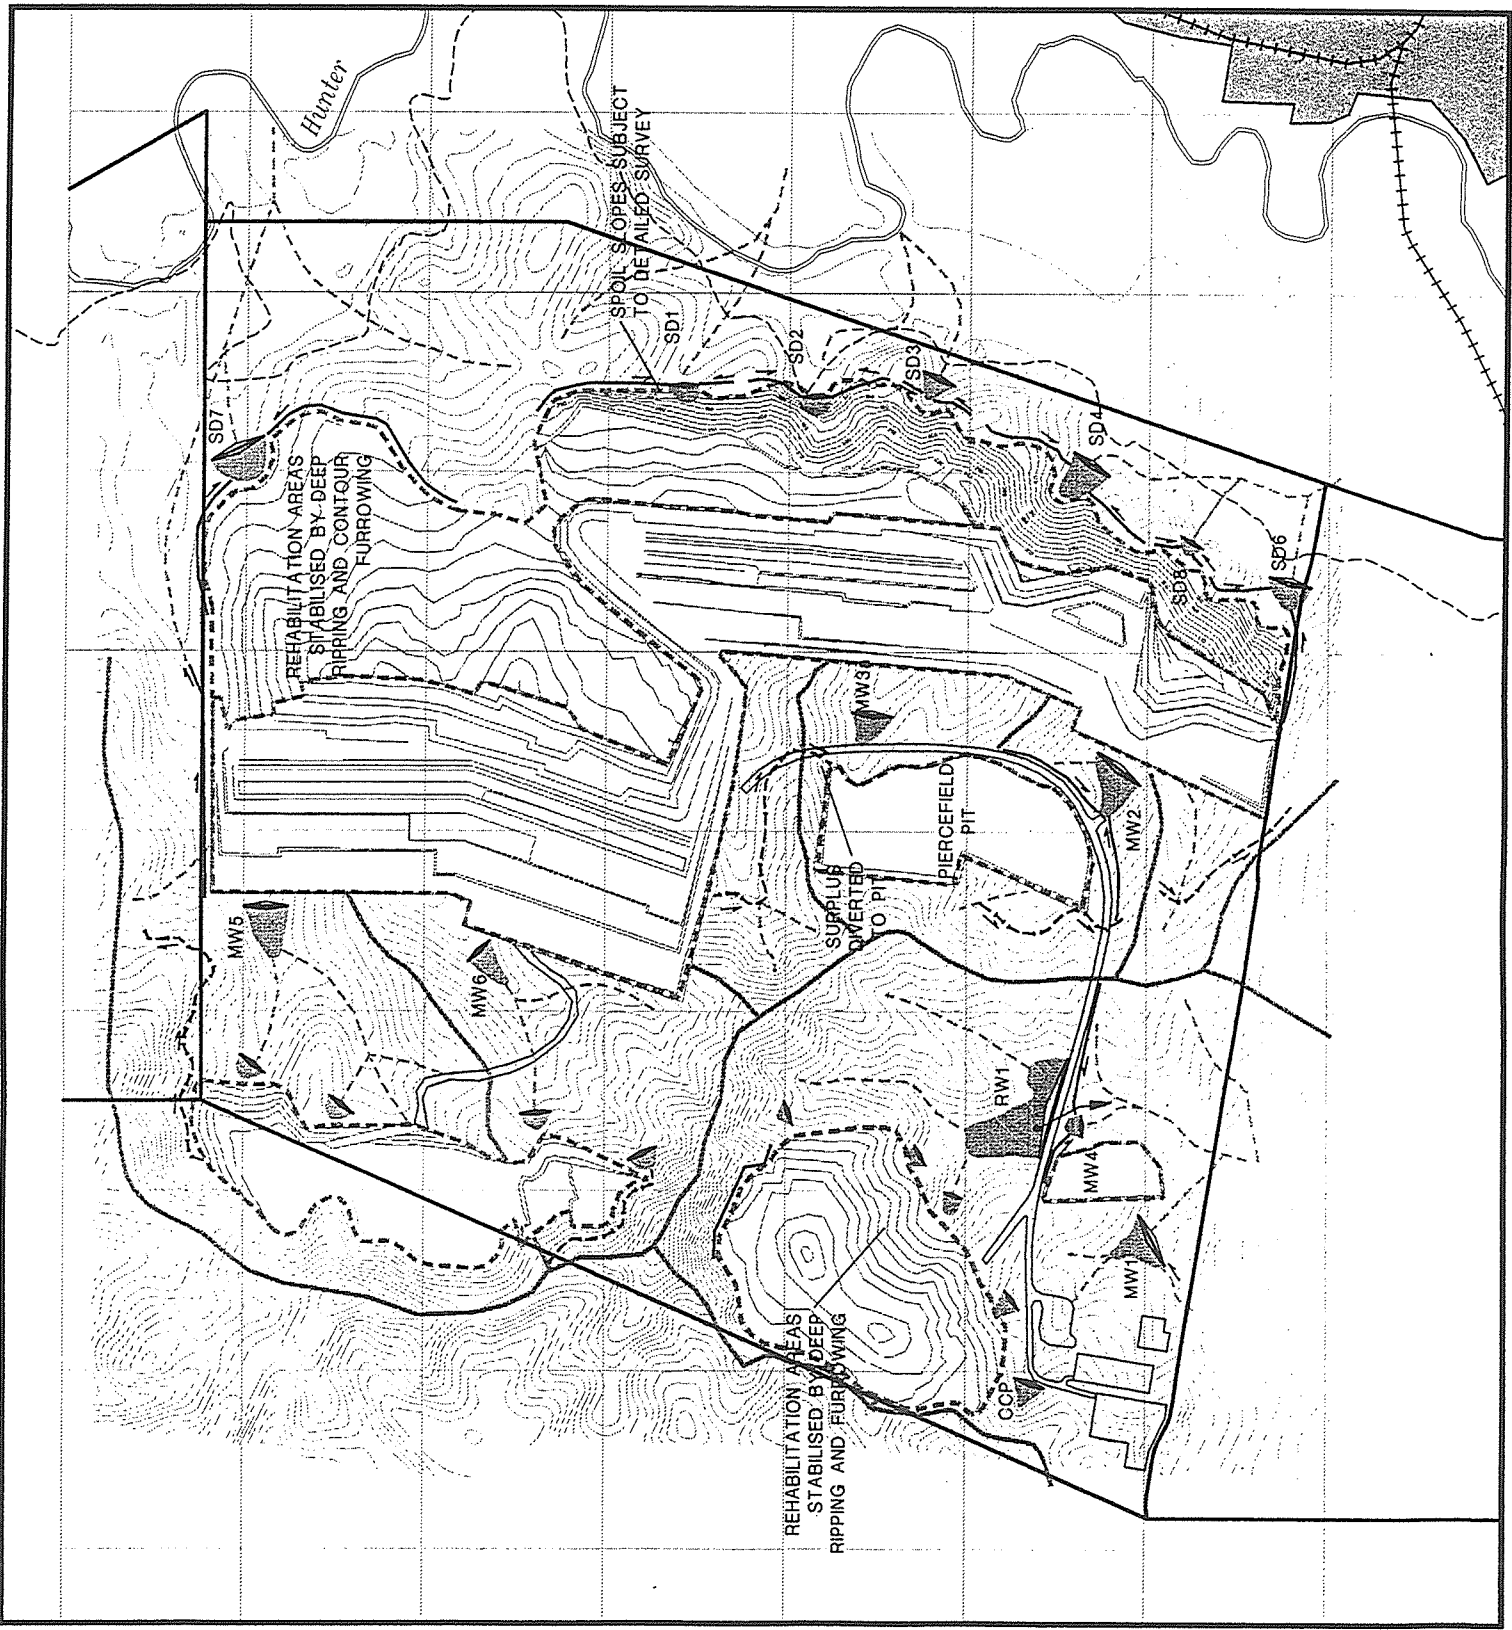 Hunter
SPOIL SLOPES SUBJECT
TO DETAILED SURVEY
SD1
SD2
SD3
SD4
SD7
SD8
SD6
REHABILITATION AREAS
STABILISED BY DEEP
RIPPING AND CONTOUR
FURROWING
MW3
PIERCEFIELD
PIT
MW2
SURPLUS
DIVERTED
TO PIT
MW5
MW6
RW1
MW4
MW1
CCP
REHABILITATION AREAS
STABILISED BY DEEP
RIPPING AND FURROWING